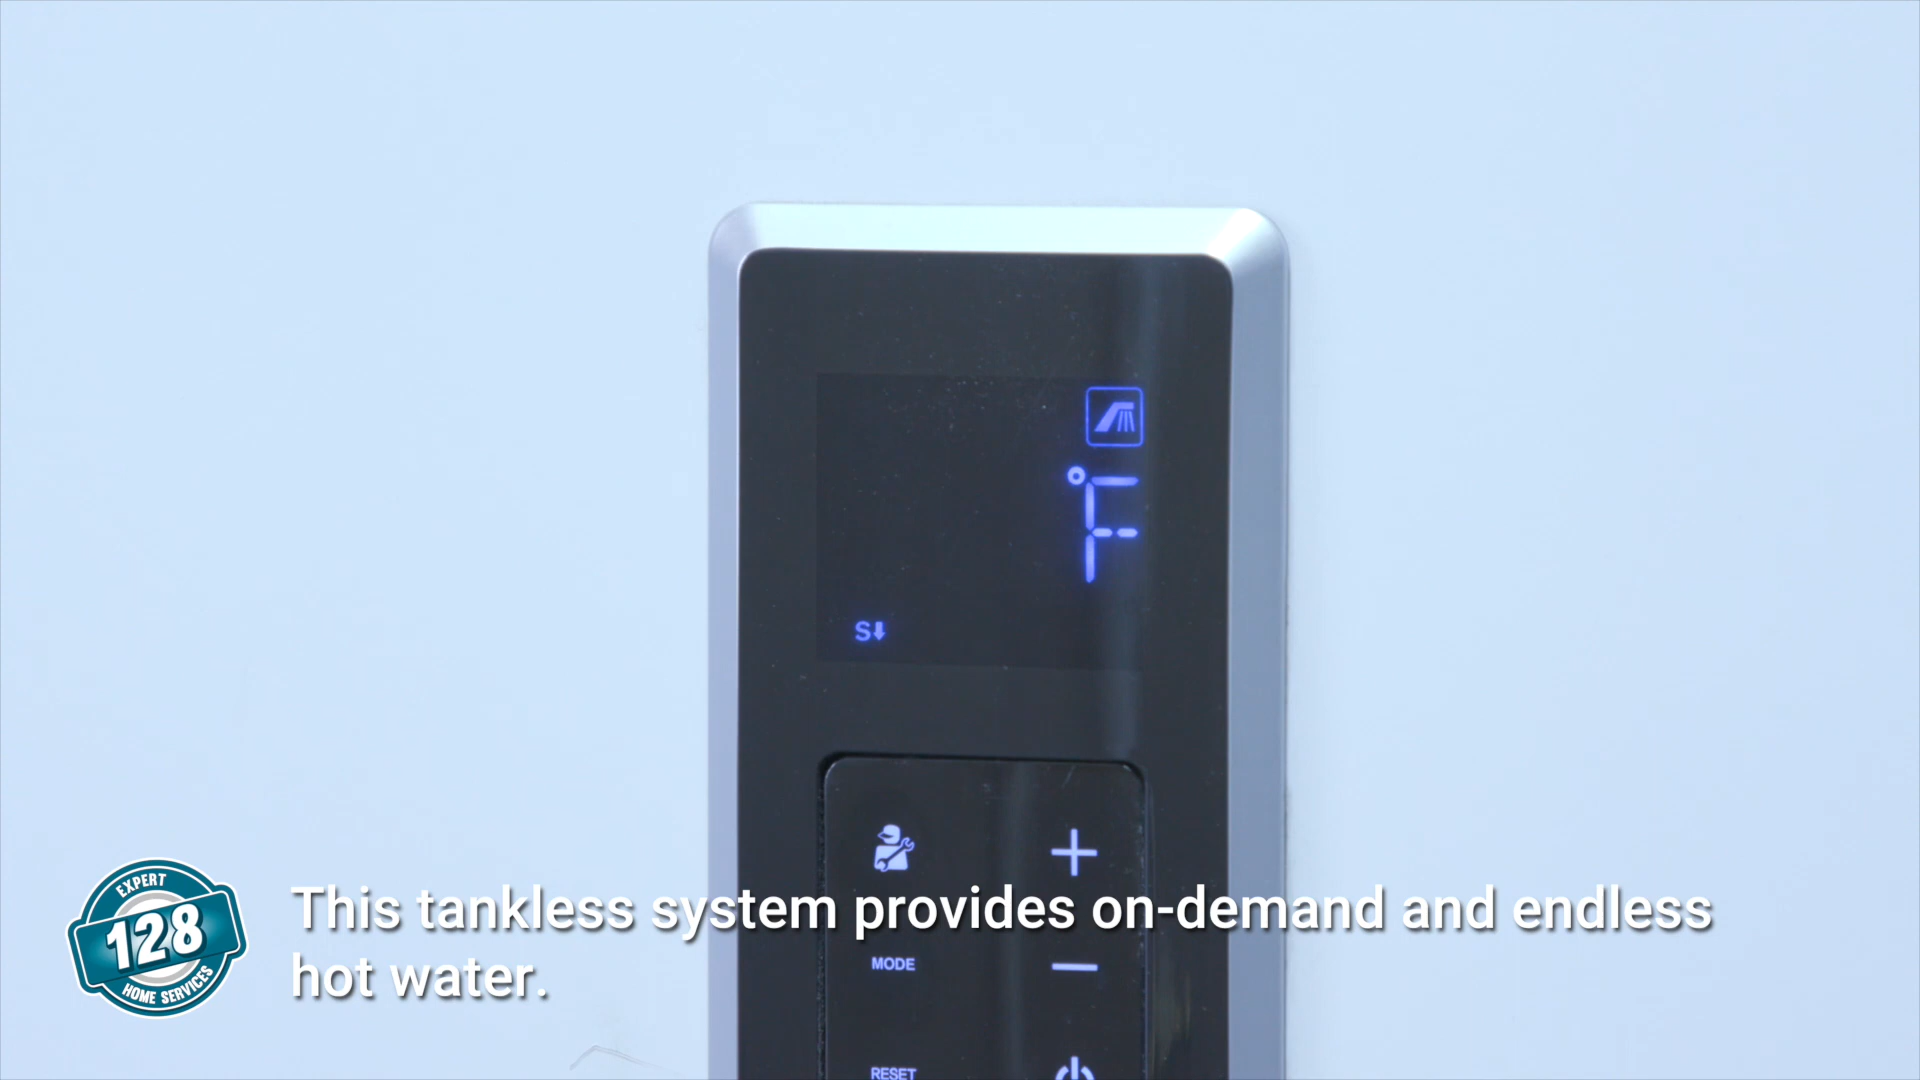 °F
S
MODE
RESET
EXPERT
128
HOME SERVICES
This tankless system provides on-demand and endless
hot water.